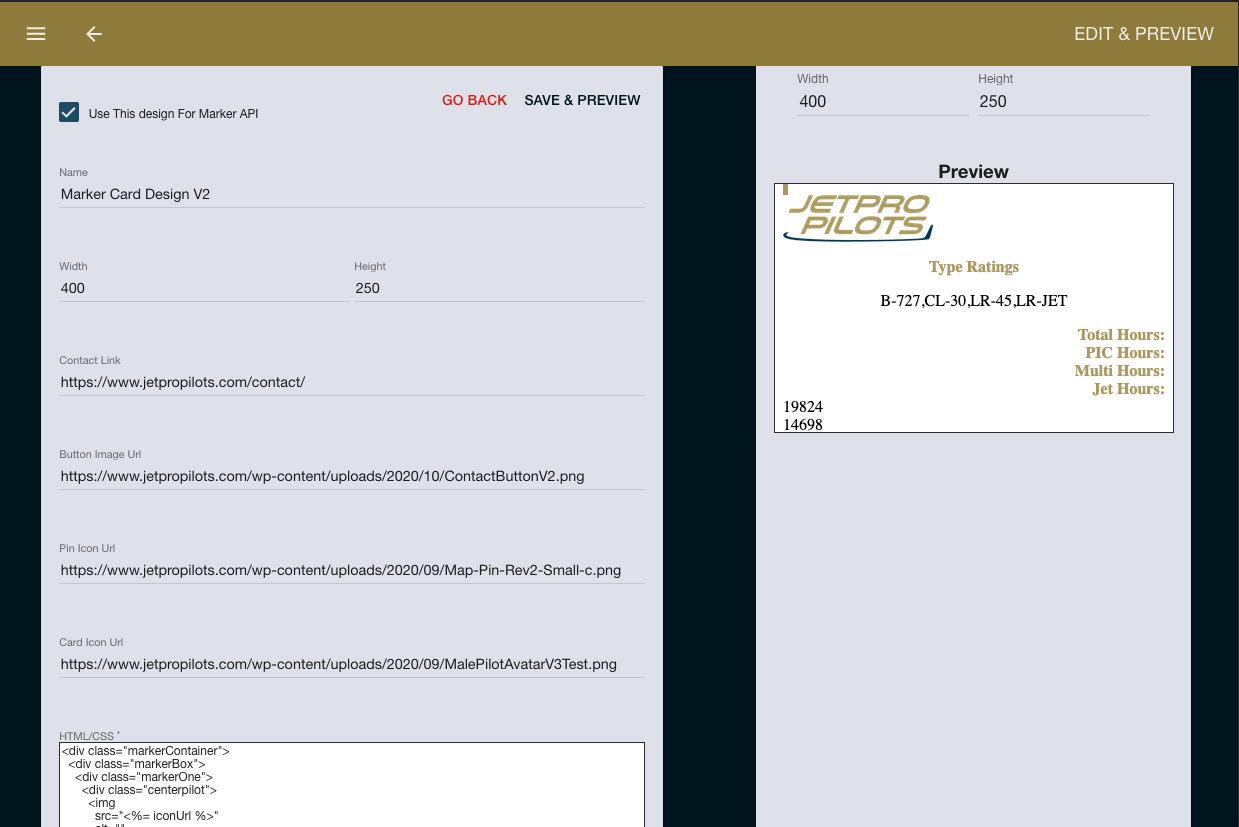 EDIT & PREVIEW
GO BACK SAVE & PREVIEW
Use This design For Marker API
Name
Marker Card Design V2
Width Height
400 250
Contact Link
https://www.jetpropilots.com/contact/
Button Image Url
https://www.jetpropilots.com/wp-content/uploads/2020/10/ContactButtonV2.png
Pin Icon Url
https://www.jetpropilots.com/wp-content/uploads/2020/09/Map-Pin-Rev2-Small-c.png
Card Icon Url
https://www.jetpropilots.com/wp-content/uploads/2020/09/MalePilotAvatarV3Test.png
HTML/CSS *
<div class="markerContainer">
<div class="markerBox">
<div class="markerOne">
<div class="centerpilot">
<img
src="<%= iconUrl %>"
Width Height
400 250
Preview
JETPRO
PILOTS
Type Ratings
B-727,CL-30,LR-45,LR-JET
Total Hours:
PIC Hours:
Multi Hours:
Jet Hours:
19824
14698